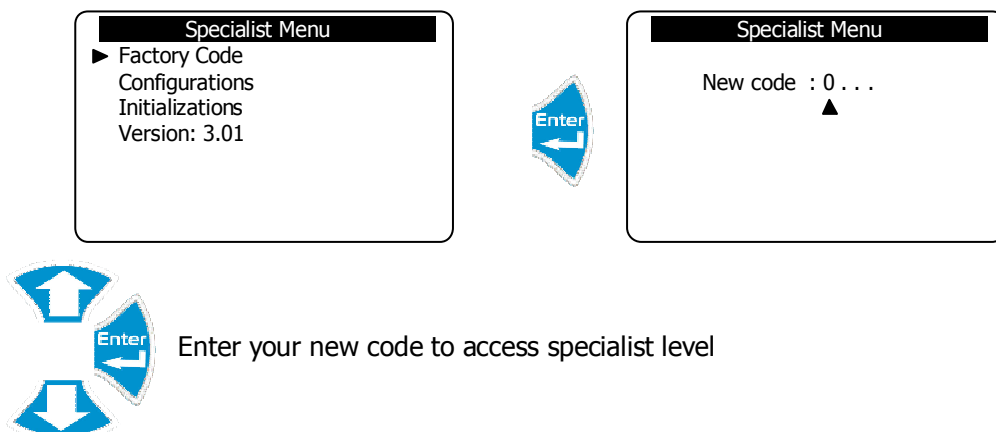 Specialist Menu
► Factory Code
Configurations
Initializations
Version: 3.01
Enter
Specialist Menu
New code : 0 . . .
▲
Enter
Enter your new code to access specialist level